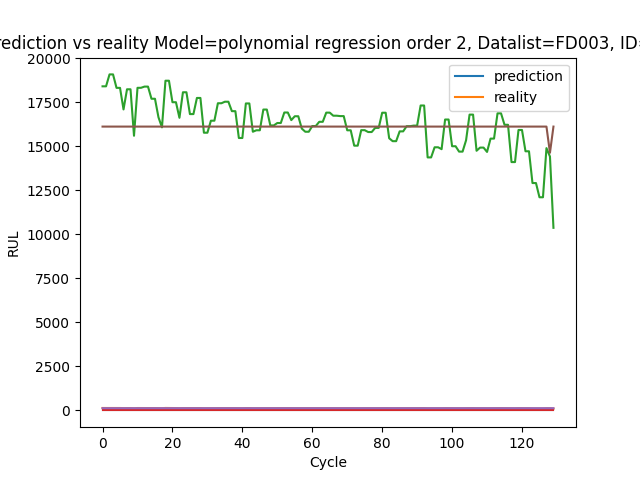 rediction vs reality Model=polynomial regression order 2, Datalist=FD003, ID=
20000
17500
15000
12500
10000
7500
5000
2500
0
RUL
prediction
reality
0 20 40 60 80 100 120
Cycle